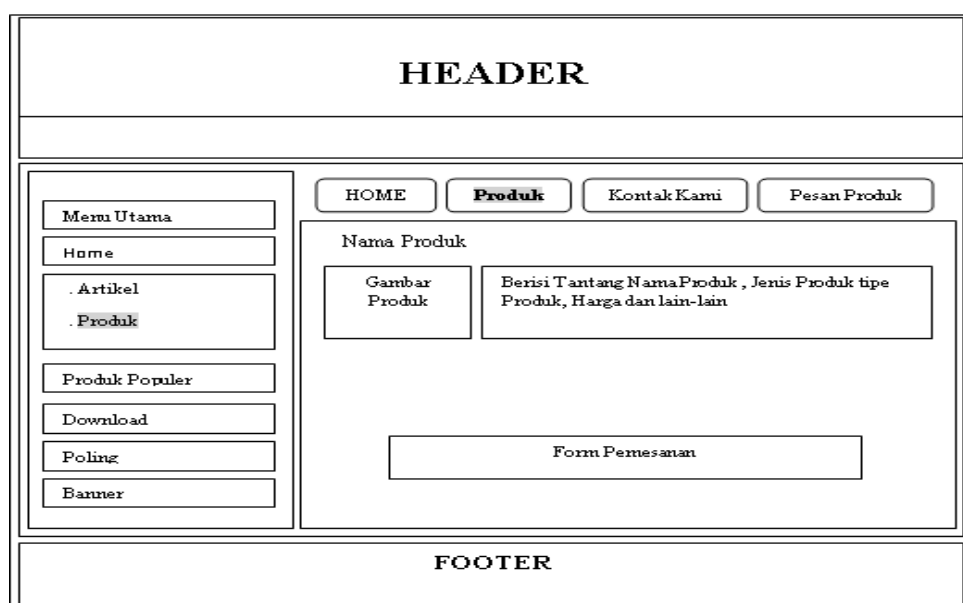 HEADER
Menu Utama
Home
. Artikel
. Produk
Produk Populer
Download
Poling
Banner
HOME
Produk
Kontak Kami
Pesan Produk
Nama Produk
Gambar
Produk
Berisi Tantang Nama Produk , Jenis Produk tipe
Produk, Harga dan lain-lain
Form Pemesanan
FOOTER